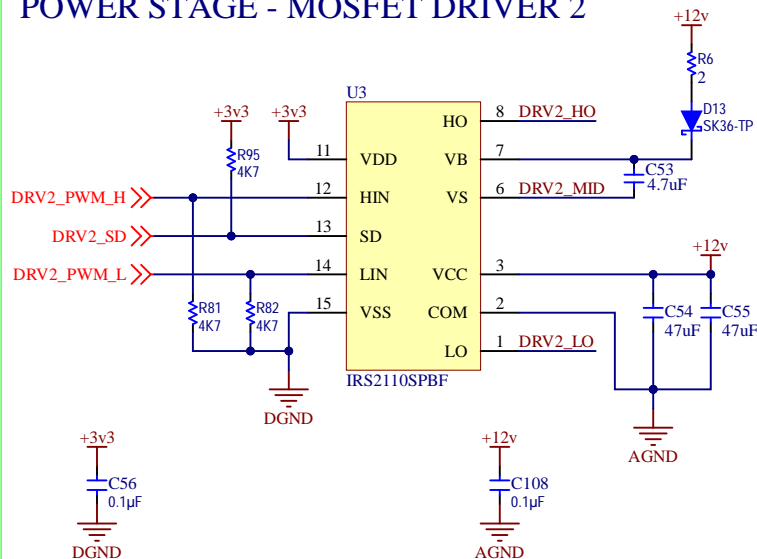 POWER STAGE - MOSFET DRIVER 2
+12v
R6
2
D13
SK36-TP
U3
+3v3 +3v3
R95
4K7
HO 8 DRV2_HO
11 VDD VB 7
C53
4.7uF
DRV2_PWM_H 12 HIN VS 6 DRV2_MID
DRV2_SD 13 SD
+12v
DRV2_PWM_L 14 LIN VCC 3
R81
4K7
R82
4K7
15 VSS COM 2
C54
47uF
C55
47uF
LO 1 DRV2_LO
IRS2110SPBF
DGND
AGND
+3v3
C56
0.1µF
DGND
+12v
C108
0.1µF
AGND